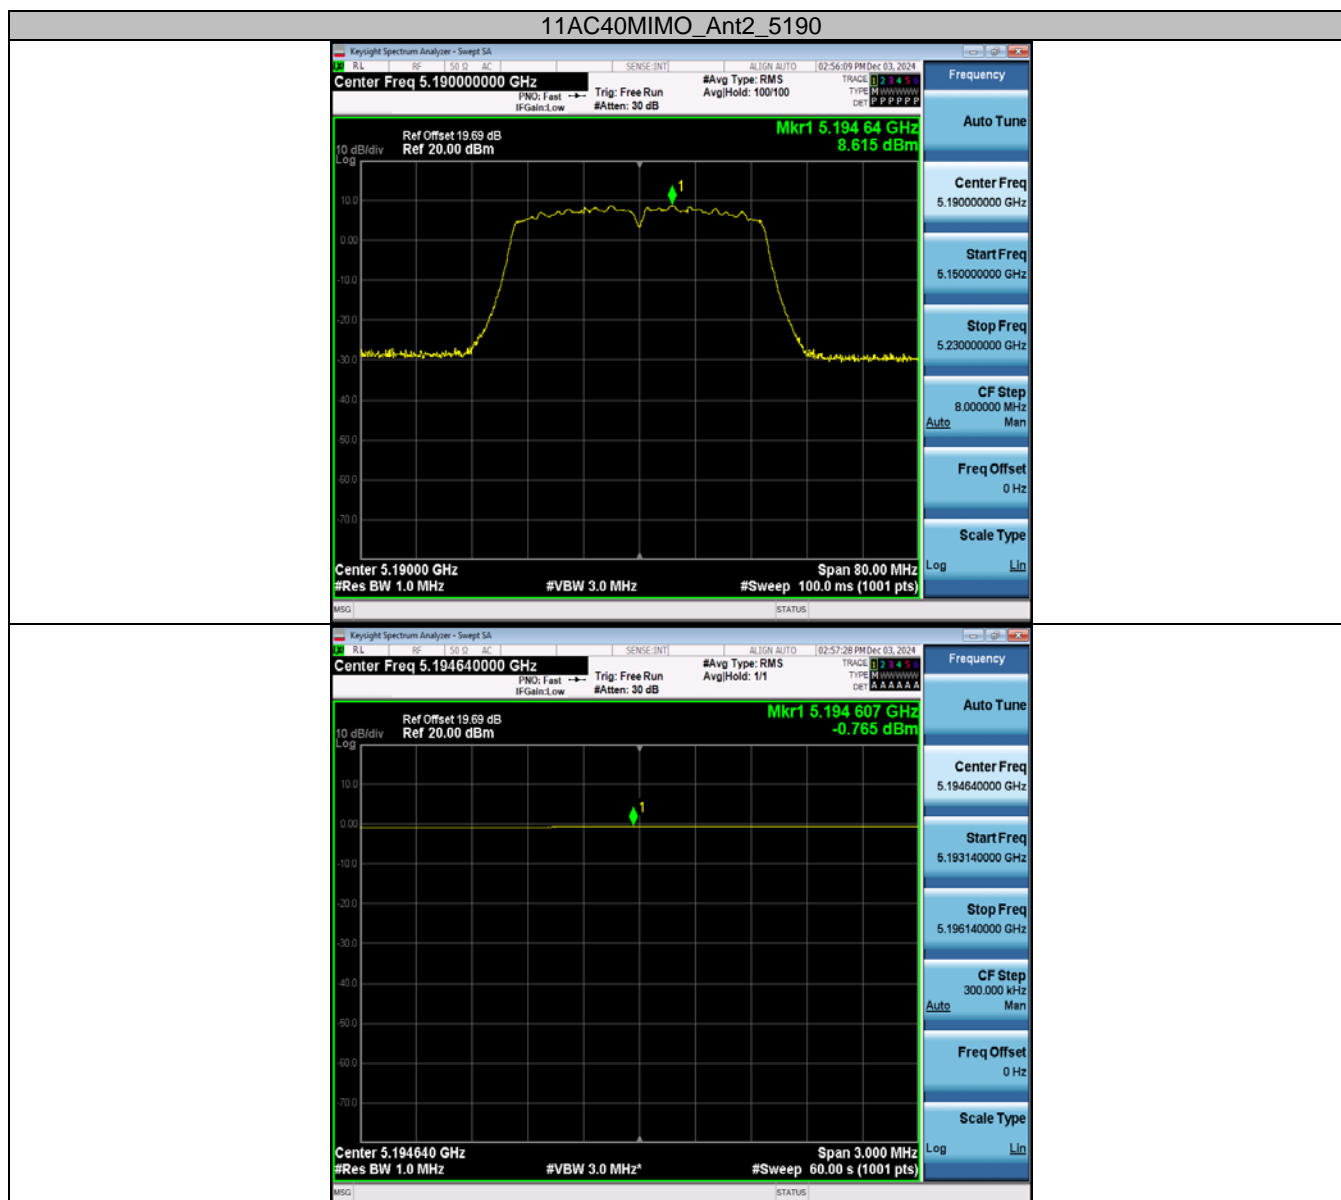 11AC40MIMO_Ant2_5190
Keysight Spectrum Analyzer - Swept SA
RL RF 50 Ω AC SENSE:INT ALIGN AUTO 02:56:09 PM Dec 03, 2024
Center Freq 5.190000000 GHz
PNO: Fast
IFGain:Low
Trig: Free Run
#Atten: 30 dB
#Avg Type: RMS
Avg|Hold: 100/100
TRACE 1 2 3 4 5 6
TYPE M W W W W W
DET P P P P P P
Frequency
Mkr1 5.194 64 GHz
8.615 dBm
Ref Offset 19.69 dB
10 dB/div Ref 20.00 dBm
Log
10.0
0.00
-10.0
-20.0
-30.0
-40.0
-50.0
-60.0
-70.0
1
Auto Tune
Center Freq
5.190000000 GHz
Start Freq
5.150000000 GHz
Stop Freq
5.230000000 GHz
CF Step
8.000000 MHz
Auto Man
Freq Offset
0 Hz
Scale Type
Log Lin
Center 5.19000 GHz Span 80.00 MHz
#Res BW 1.0 MHz #VBW 3.0 MHz #Sweep 100.0 ms (1001 pts)
MSG STATUS
Keysight Spectrum Analyzer - Swept SA
RL RF 50 Ω AC SENSE:INT ALIGN AUTO 02:57:28 PM Dec 03, 2024
Center Freq 5.194640000 GHz
PNO: Fast
IFGain:Low
Trig: Free Run
#Atten: 30 dB
#Avg Type: RMS
Avg|Hold: 1/1
TRACE 1 2 3 4 5 6
TYPE M W W W W W
DET A A A A A A
Frequency
Mkr1 5.194 607 GHz
-0.765 dBm
Ref Offset 19.69 dB
10 dB/div Ref 20.00 dBm
Log
10.0
0.00
-10.0
-20.0
-30.0
-40.0
-50.0
-60.0
-70.0
1
Auto Tune
Center Freq
5.194640000 GHz
Start Freq
5.193140000 GHz
Stop Freq
5.196140000 GHz
CF Step
300.000 kHz
Auto Man
Freq Offset
0 Hz
Scale Type
Log Lin
Center 5.194640 GHz Span 3.000 MHz
#Res BW 1.0 MHz #VBW 3.0 MHz* #Sweep 60.00 s (1001 pts)
MSG STATUS